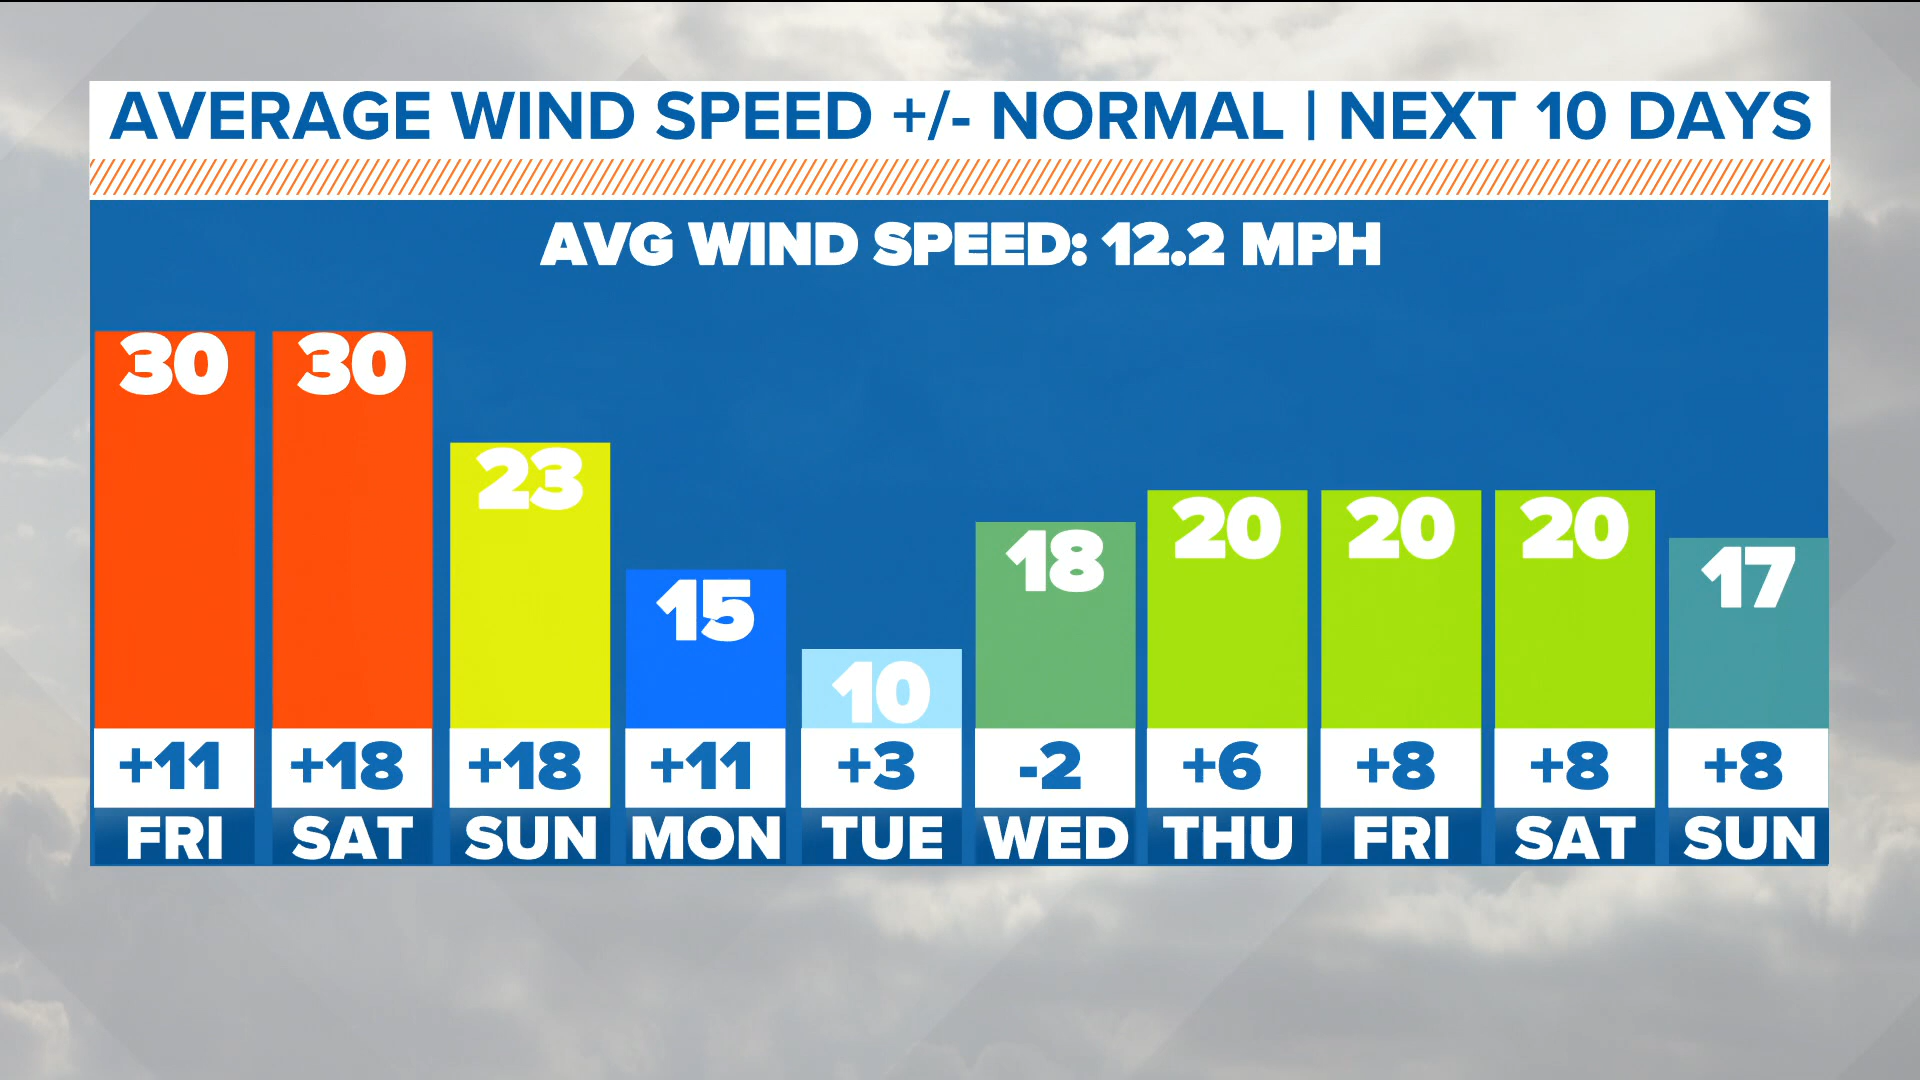 AVERAGE WIND SPEED +/- NORMAL | NEXT 10 DAYS
AVG WIND SPEED: 12.2 MPH
30 30 23 15 10 18 20 20 20 17
+11 +18 +18 +11 +3 -2 +6 +8 +8 +8
FRI SAT SUN MON TUE WED THU FRI SAT SUN